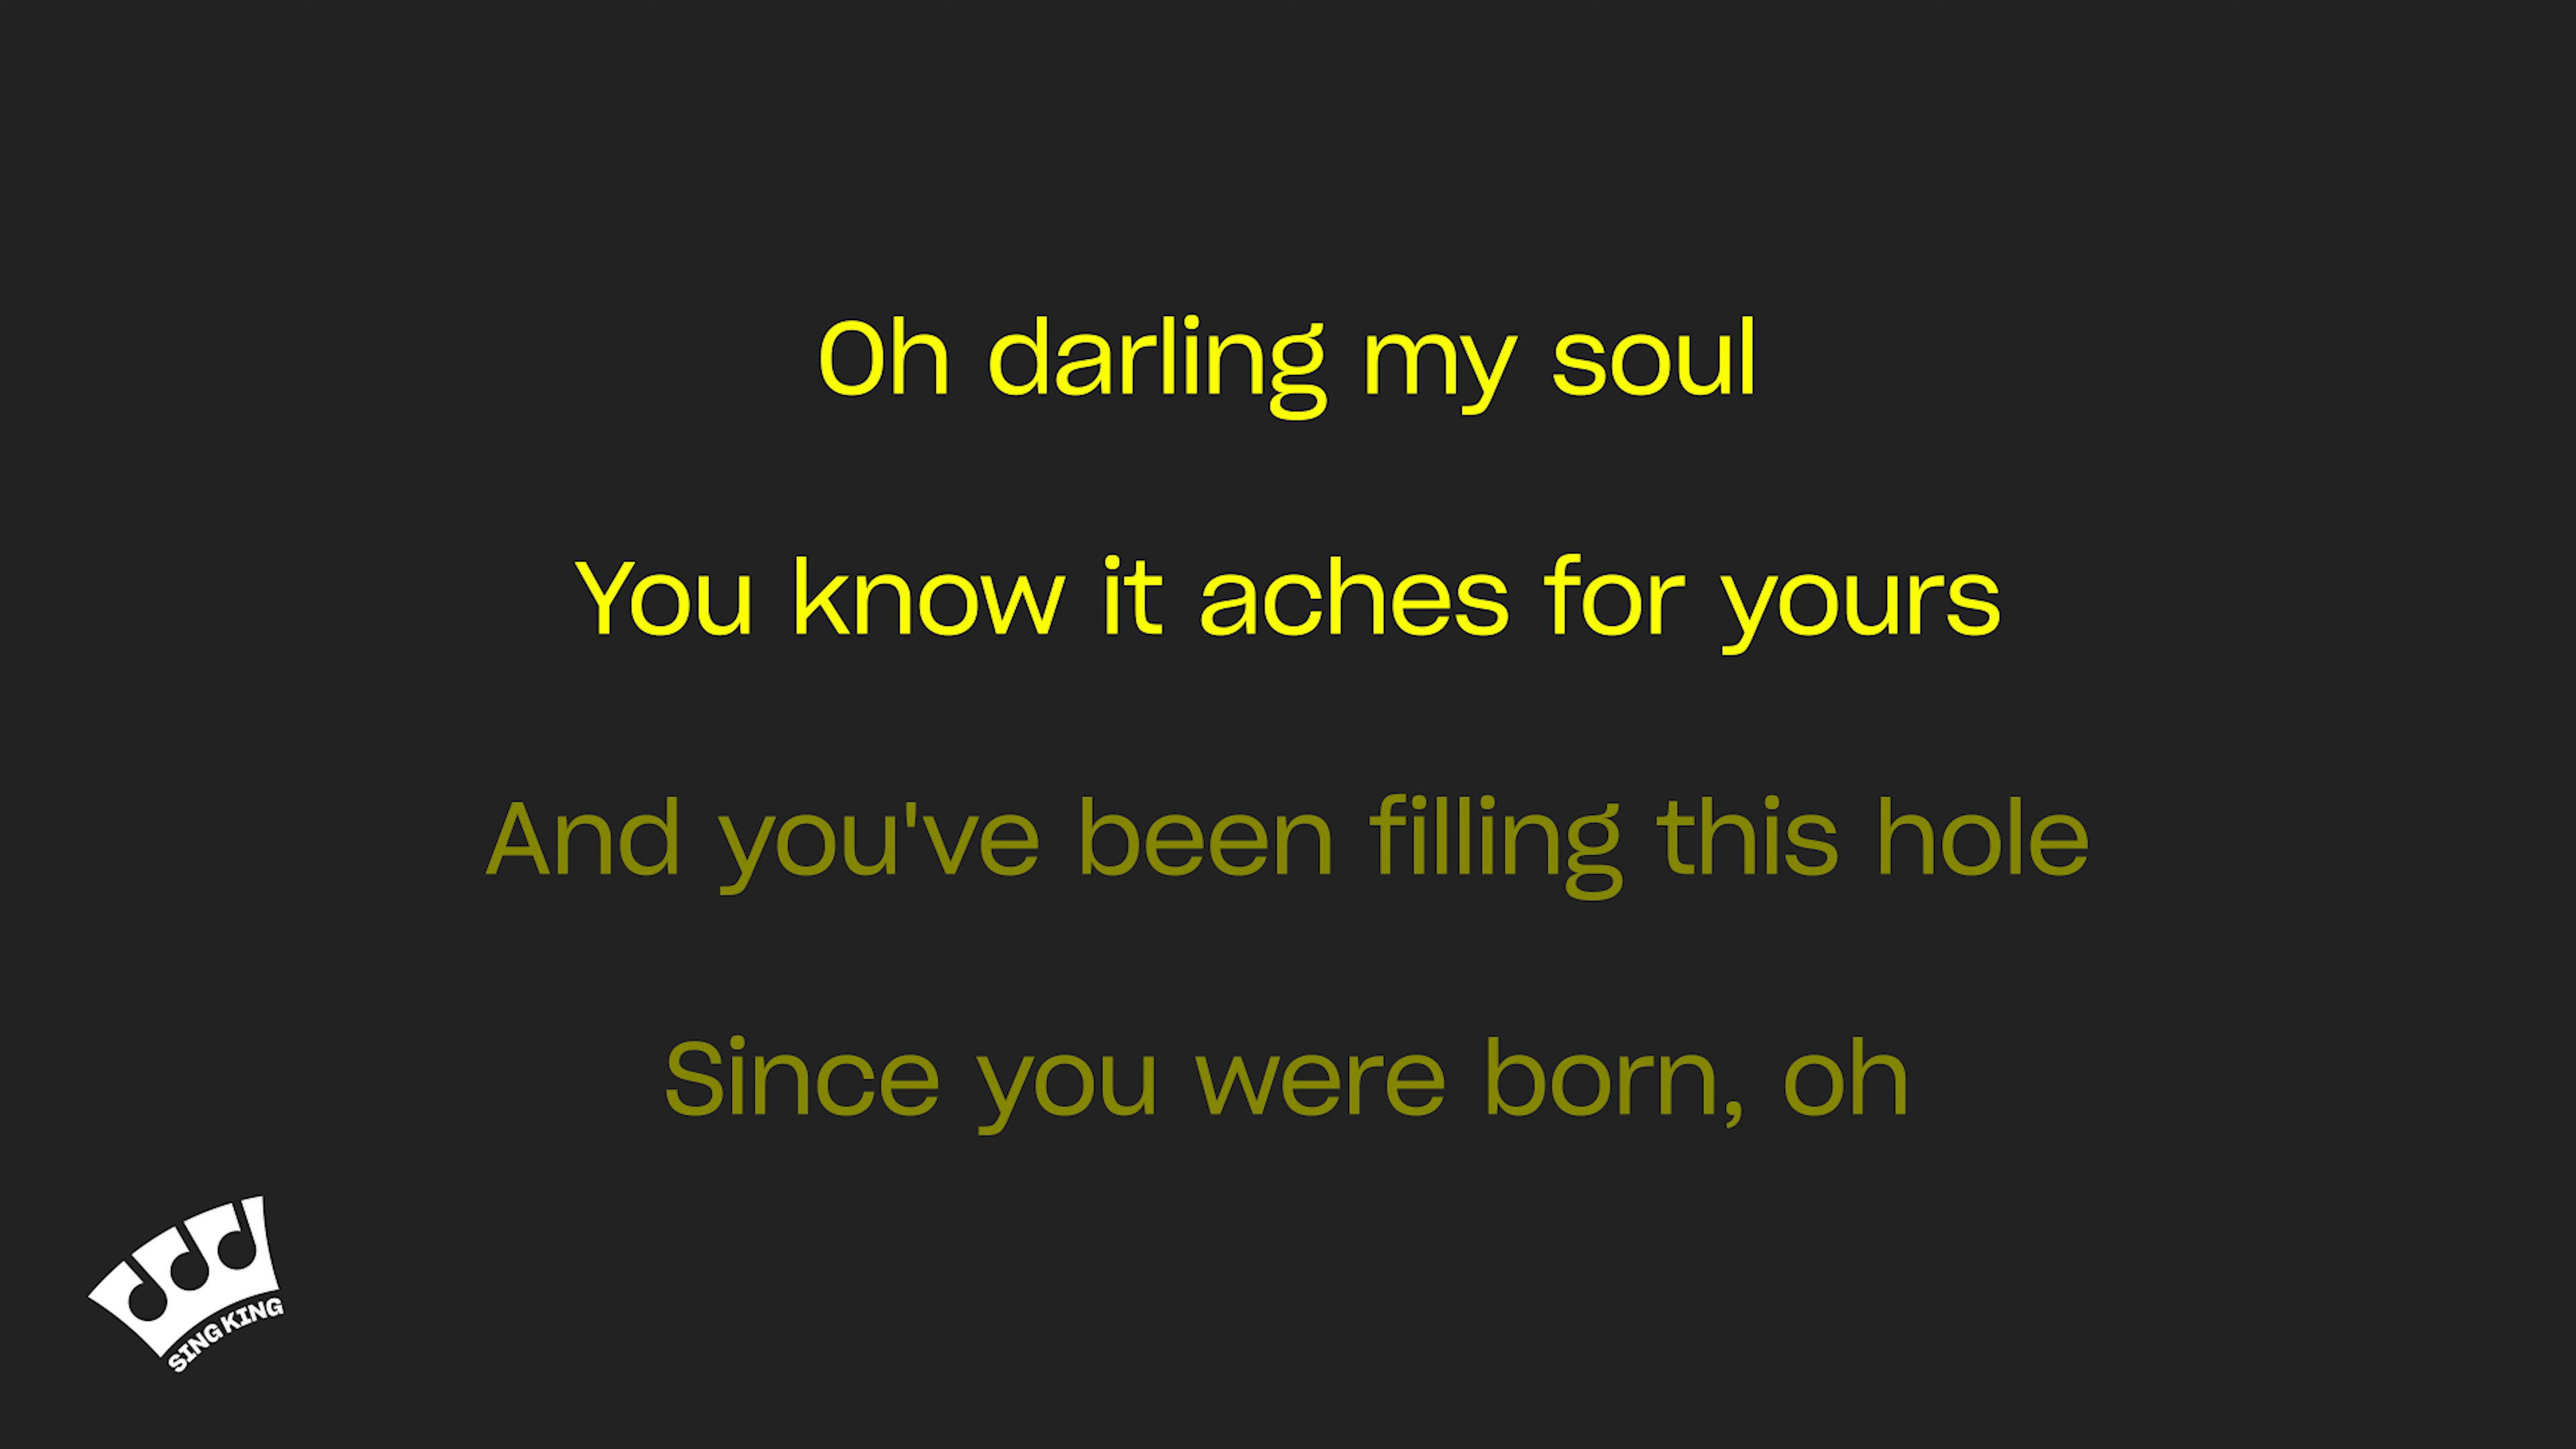 Oh darling my soul
You know it aches for yours
And you've been filling this hole
Since you were born, oh
SING KING